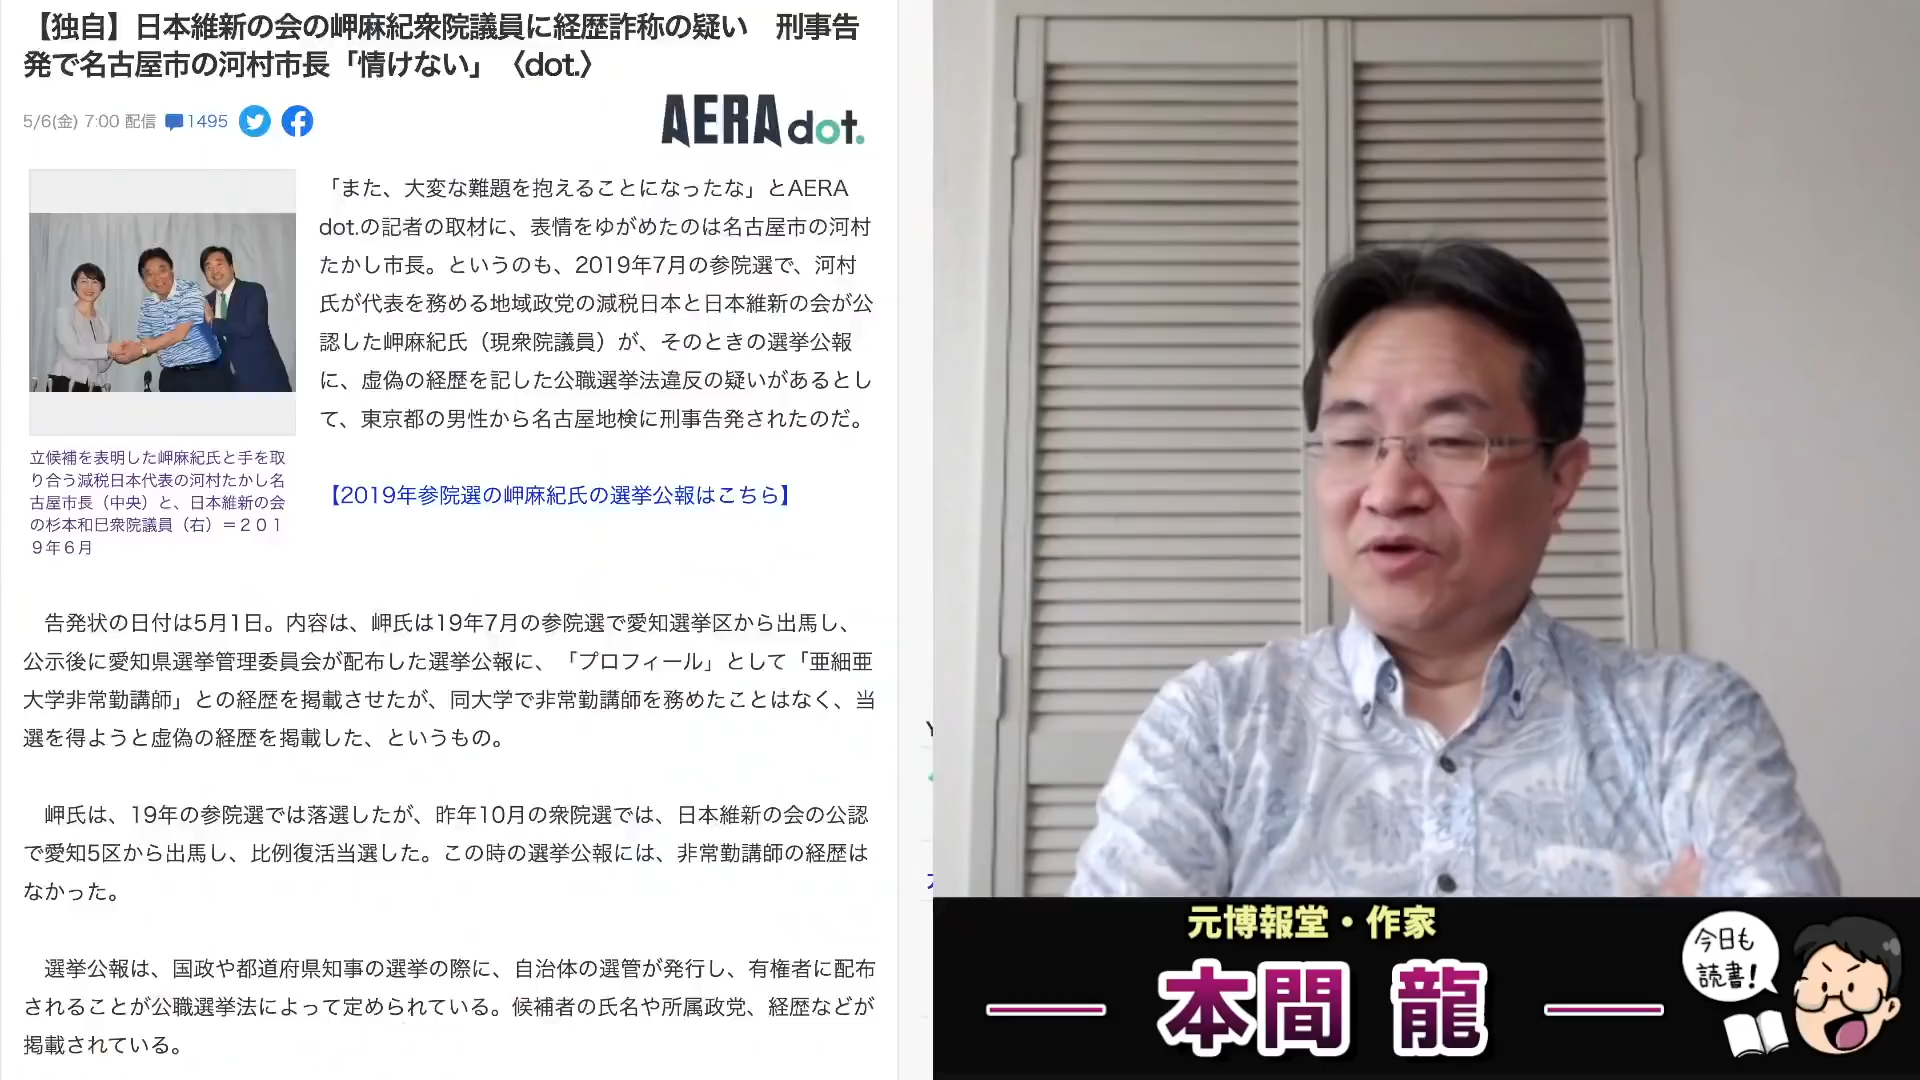 【独自】日本維新の会の岬麻紀衆院議員に経歴詐称の疑い　刑事告
発で名古屋市の河村市長「情けない」〈dot.〉
5/6(金) 7:00 配信 1495
AERA dot.
「また、大変な難題を抱えることになったな」とAERA
dot.の記者の取材に、表情をゆがめたのは名古屋市の河村
たかし市長。というのも、2019年7月の参院選で、河村
氏が代表を務める地域政党の減税日本と日本維新の会が公
認した岬麻紀氏（現衆院議員）が、そのときの選挙公報
に、虚偽の経歴を記した公職選挙法違反の疑いがあるとし
て、東京都の男性から名古屋地検に刑事告発されたのだ。
立候補を表明した岬麻紀氏と手を取
り合う減税日本代表の河村たかし名
古屋市長（中央）と、日本維新の会
の杉本和巳衆院議員（右）＝２０１
９年６月
【2019年参院選の岬麻紀氏の選挙公報はこちら】
告発状の日付は5月1日。内容は、岬氏は19年7月の参院選で愛知選挙区から出馬し、
公示後に愛知県選挙管理委員会が配布した選挙公報に、「プロフィール」として「亜細亜
大学非常勤講師」との経歴を掲載させたが、同大学で非常勤講師を務めたことはなく、当
選を得ようと虚偽の経歴を掲載した、というもの。
岬氏は、19年の参院選では落選したが、昨年10月の衆院選では、日本維新の会の公認
で愛知5区から出馬し、比例復活当選した。この時の選挙公報には、非常勤講師の経歴は
なかった。
選挙公報は、国政や都道府県知事の選挙の際に、自治体の選管が発行し、有権者に配布
されることが公職選挙法によって定められている。候補者の氏名や所属政党、経歴などが
掲載されている。
元博報堂・作家
本間 龍
今日も
読書！